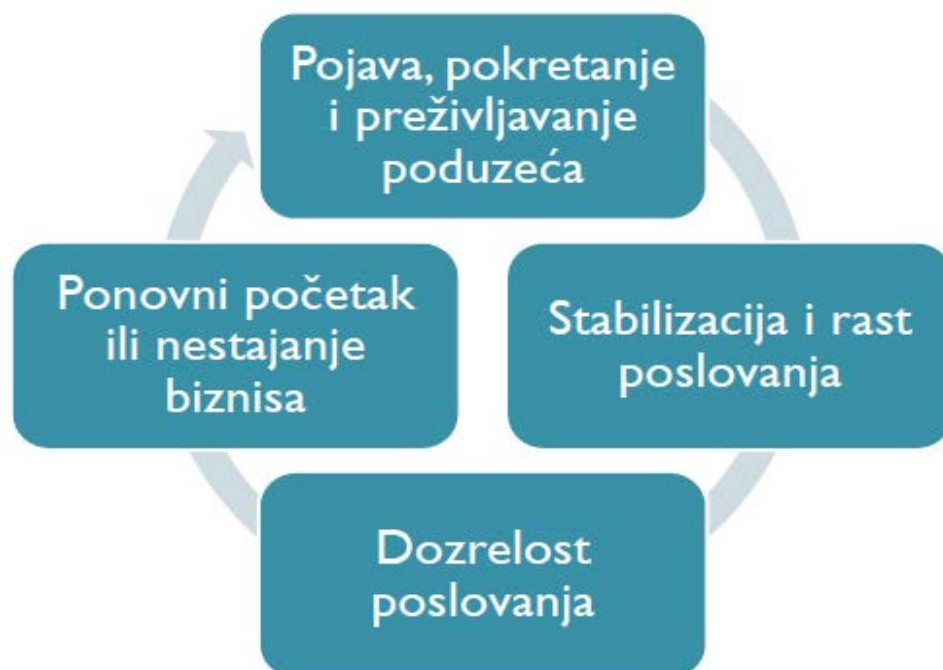 Pojava, pokretanje
i preživljavanje
poduzeća
Stabilizacija i rast
poslovanja
Dozrelost
poslovanja
Ponovni početak
ili nestajanje
biznisa